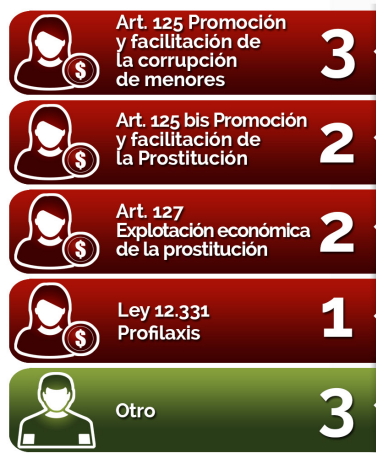 Art. 125 Promoción
y facilitación de
la corrupción
de menores
3
$
Art. 125 bis Promoción
y facilitación de
la Prostitución
2
$
Art. 127
Explotación económica
de la prostitución
2
$
Ley 12.331
Profilaxis
1
$
Otro
3